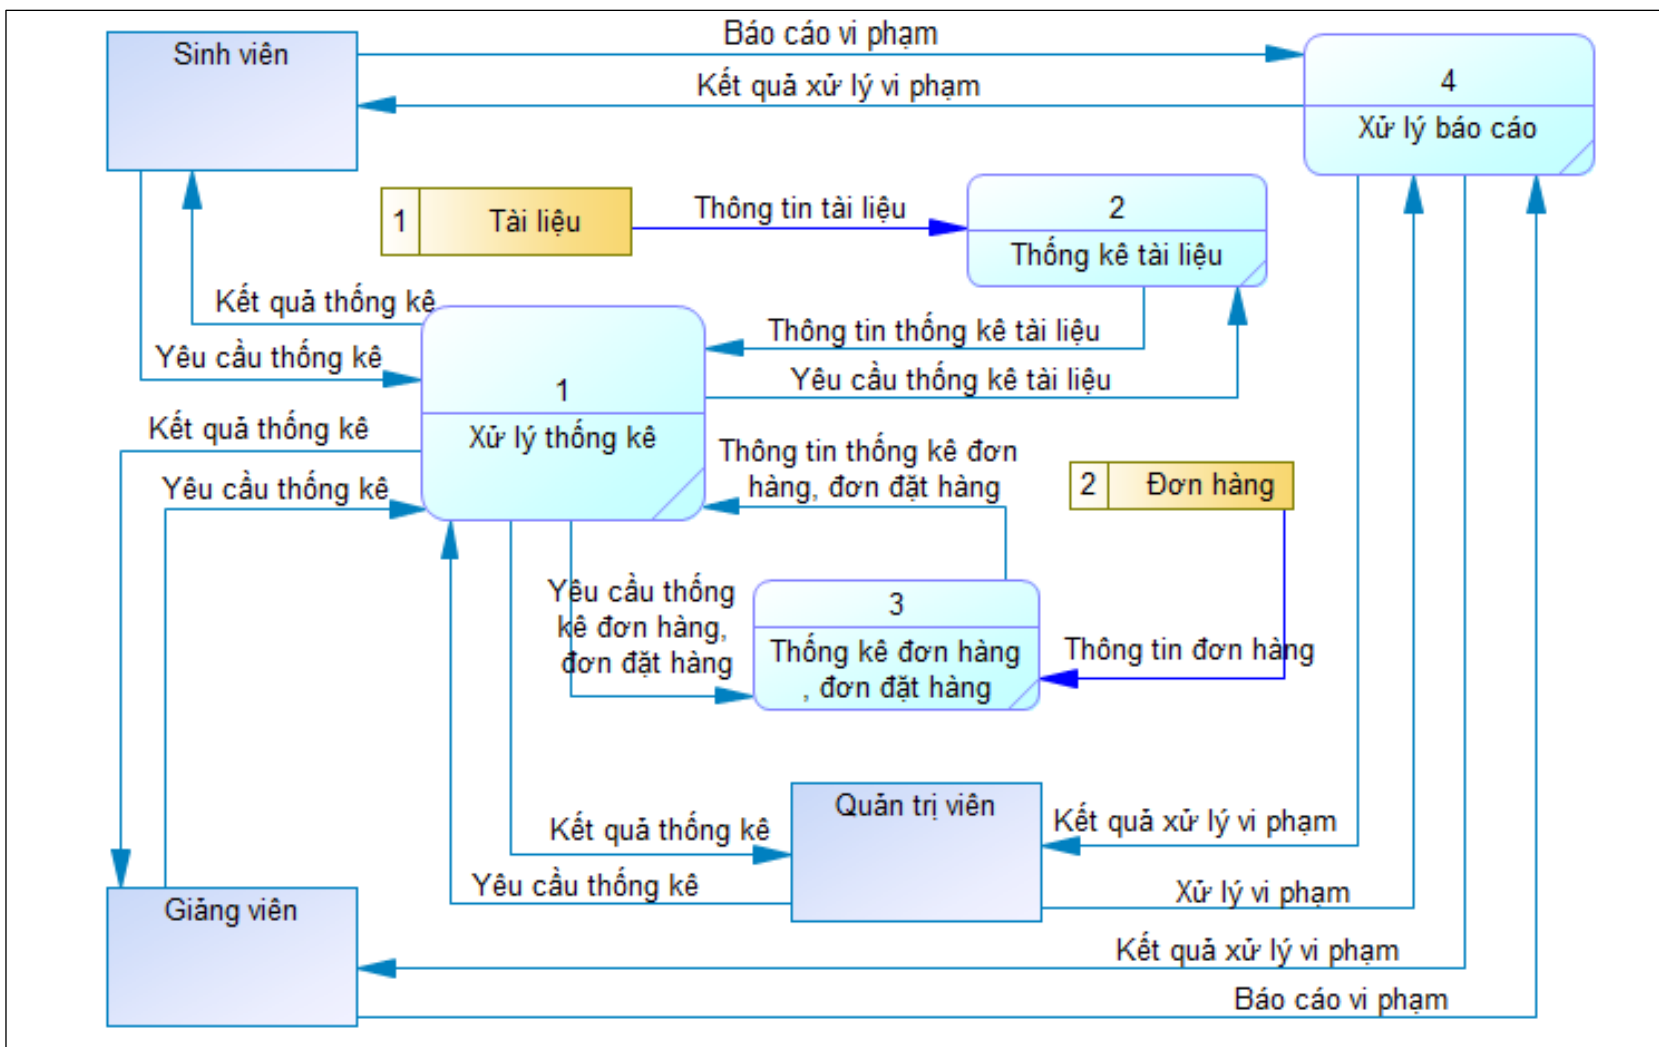 Sinh viên
Báo cáo vi phạm
Kết quả xử lý vi phạm
4
Xử lý báo cáo
1
Tài liệu
Thông tin tài liệu
2
Thống kê tài liệu
Kết quả thống kê
Yêu cầu thống kê
Thông tin thống kê tài liệu
Yêu cầu thống kê tài liệu
1
Xử lý thống kê
Kết quả thống kê
Yêu cầu thống kê
Thông tin thống kê đơn
hàng, đơn đặt hàng
2
Đơn hàng
Yêu cầu thống
kê đơn hàng,
đơn đặt hàng
3
Thống kê đơn hàng
, đơn đặt hàng
Thông tin đơn hàng
Quản trị viên
Kết quả thống kê
Yêu cầu thống kê
Kết quả xử lý vi phạm
Xử lý vi phạm
Giảng viên
Kết quả xử lý vi phạm
Báo cáo vi phạm